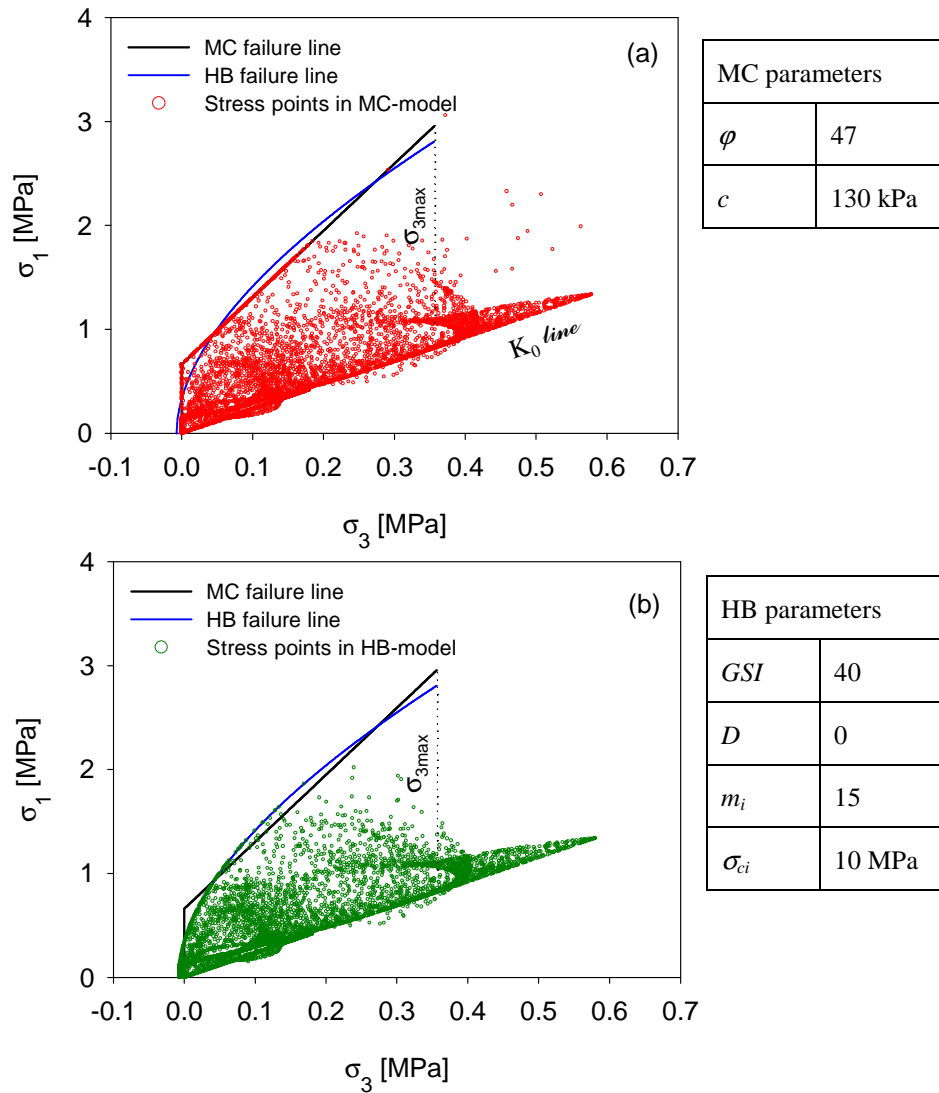 4
3
2
1
0
σ1 [MPa]
MC failure line
HB failure line
Stress points in MC-model
(a)
σ3max
K0 line
-0.1 0.0 0.1 0.2 0.3 0.4 0.5 0.6 0.7
σ3 [MPa]
MC parameters
φ 47
c 130 kPa
4
3
2
1
0
σ1 [MPa]
MC failure line
HB failure line
Stress points in HB-model
(b)
σ3max
-0.1 0.0 0.1 0.2 0.3 0.4 0.5 0.6 0.7
σ3 [MPa]
HB parameters
GSI 40
D 0
mi 15
σci 10 MPa